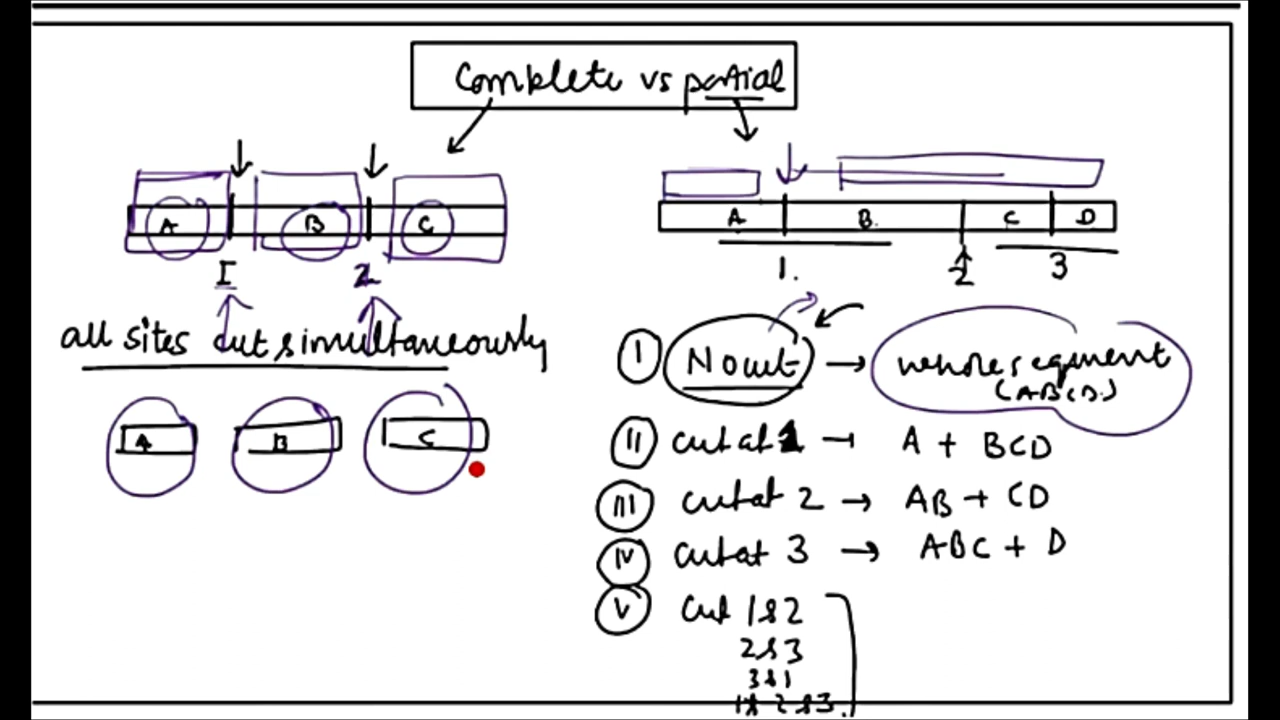 Complete vs partial
A B C
I 2
all sites cut simultaneously
A B C
A B C D
1. 2 3
I No cut → whole segment
(ABCD)
II cut at 1 → A + BCD
III cut at 2 → AB + CD
IV cut at 3 → ABC + D
V cut 1&2
2&3
3&1
1&2&3